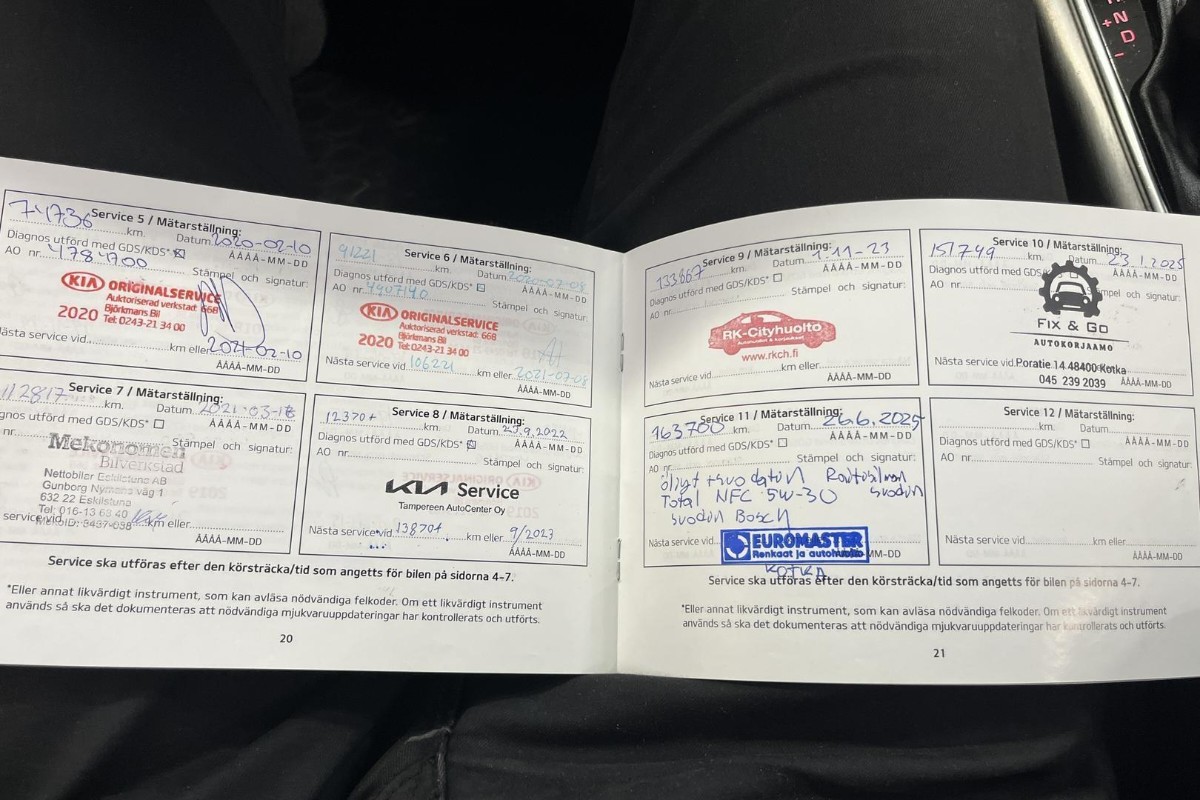 Service 5 / Mätarställning:
74736 km. Datum 2020-02-10
Diagnos utförd med GDS/KDS* ÅÅÅÅ-MM-DD
AO nr. 4784700 Stämpel och signatur:
KIA ORIGINALSERVICE
Auktoriserad verkstad: 668
Björkmans Bil
2020 Tel: 0243-21 34 00
Nästa service vid km eller 2021-02-10
ÅÅÅÅ-MM-DD
Service 6 / Mätarställning:
91221 km. Datum 2020-07-08
Diagnos utförd med GDS/KDS* ÅÅÅÅ-MM-DD
AO nr. 4907140 Stämpel och signatur:
KIA ORIGINALSERVICE
Auktoriserad verkstad: 668
Björkmans Bil
2020 Tel: 0243-21 34 00
Nästa service vid 106221 km eller 2021-07-08
ÅÅÅÅ-MM-DD
Service 7 / Mätarställning:
112817 km. Datum 2021-03-18
Diagnos utförd med GDS/KDS* ÅÅÅÅ-MM-DD
nr. Stämpel och signatur:
Mekonomen
Bilverkstad
Nettobiler Eskilstuna AB
Gunborg Nymans väg 1
632 22 Eskilstuna
Tel: 016-13 68 40
service vid km eller
ÅÅÅÅ-MM-DD
Service 8 / Mätarställning:
12370+ km. Datum 23.9.2022
Diagnos utförd med GDS/KDS* ÅÅÅÅ-MM-DD
AO nr. Stämpel och signatur:
KIA Service
Tampereen AutoCenter Oy
Nästa service vid 13870+ km eller 9/2023
ÅÅÅÅ-MM-DD
Service ska utföras efter den körsträcka/tid som angetts för bilen på sidorna 4-7.
*Eller annat likvärdigt instrument, som kan avläsa nödvändiga felkoder. Om ett likvärdigt instrument
används så ska det dokumenteras att nödvändiga mjukvaruuppdateringar har kontrollerats och utförts.
20
Service 9 / Mätarställning:
133667 km. Datum 1.11-23
Diagnos utförd med GDS/KDS* ÅÅÅÅ-MM-DD
AO nr. Stämpel och signatur:
RK-Cityhuolto
www.rkch.fi
Nästa service vid km eller
ÅÅÅÅ-MM-DD
Service 10 / Mätarställning:
151749 km. Datum 23.1.2025
Diagnos utförd med GDS/K ÅÅÅÅ-MM-DD
AO nr. Stämpel och signatur:
FIX & GO
AUTOKORJAAMO
Nästa service vid Poratie 14 48400 Kotka
045 239 2039 ÅÅÅÅ-MM-DD
Service 11 / Mätarställning:
163700 km. Datum 26.6.2025
Diagnos utförd med GDS/KDS* ÅÅÅÅ-MM-DD
AO nr. Stämpel och signatur:
öljyt + suodatin Raitisilman
Total NFC 5W-30 suodin
suodin Bosch
Nästa service vid EUROMASTER
Renkaat ja autohuolto MM-DD
KOTKA
Service ska utföras efter den körsträcka/tid som angetts för bilen på sidorna 4-7.
Service 12 / Mätarställning:
km. Datum
Diagnos utförd med GDS/KDS* ÅÅÅÅ-MM-DD
AO nr. Stämpel och signatur:
Nästa service vid km eller
ÅÅÅÅ-MM-DD
*Eller annat likvärdigt instrument, som kan avläsa nödvändiga felkoder. Om ett likvärdigt instrument
används så ska det dokumenteras att nödvändiga mjukvaruuppdateringar har kontrollerats och utförts.
21
+ N
D
-